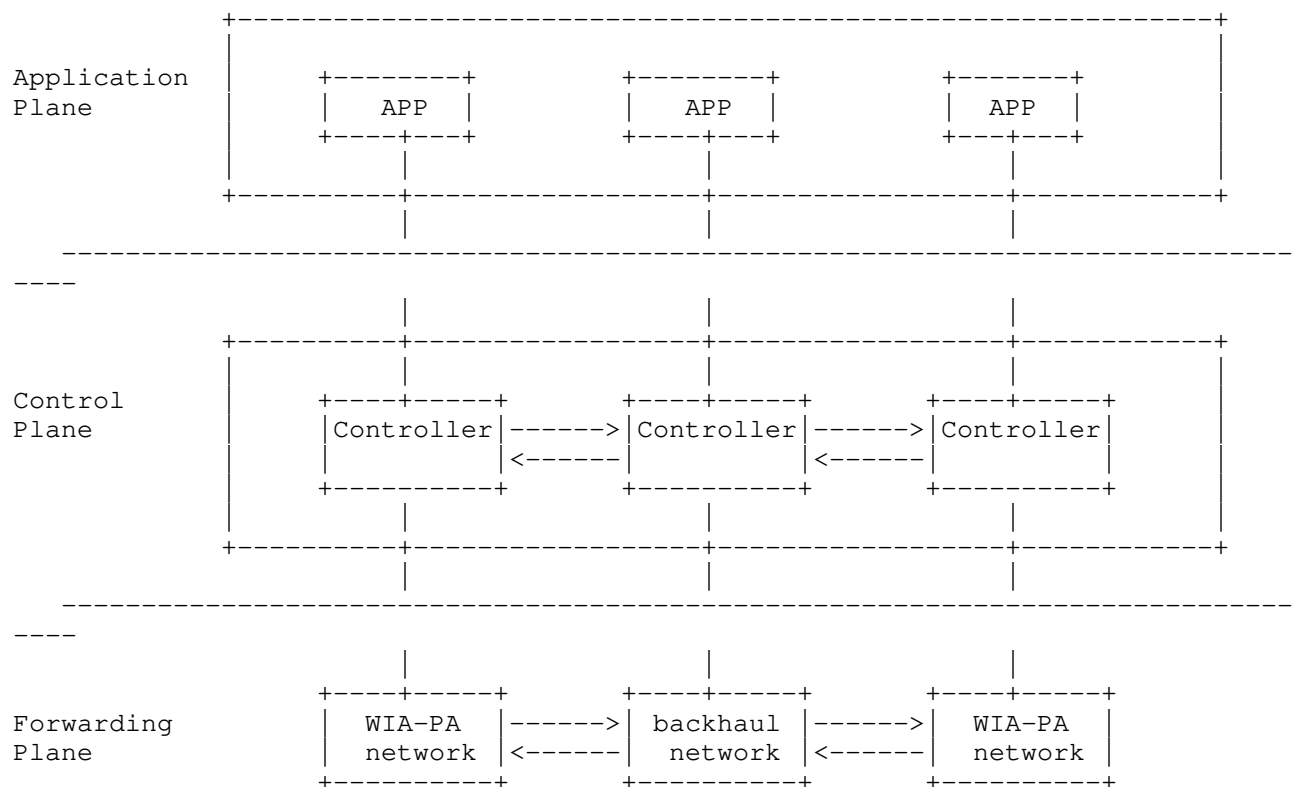 Application
Plane APP APP APP
Control
Plane Controller Controller Controller
Forwarding WIA-PA backhaul WIA-PA
Plane network network network